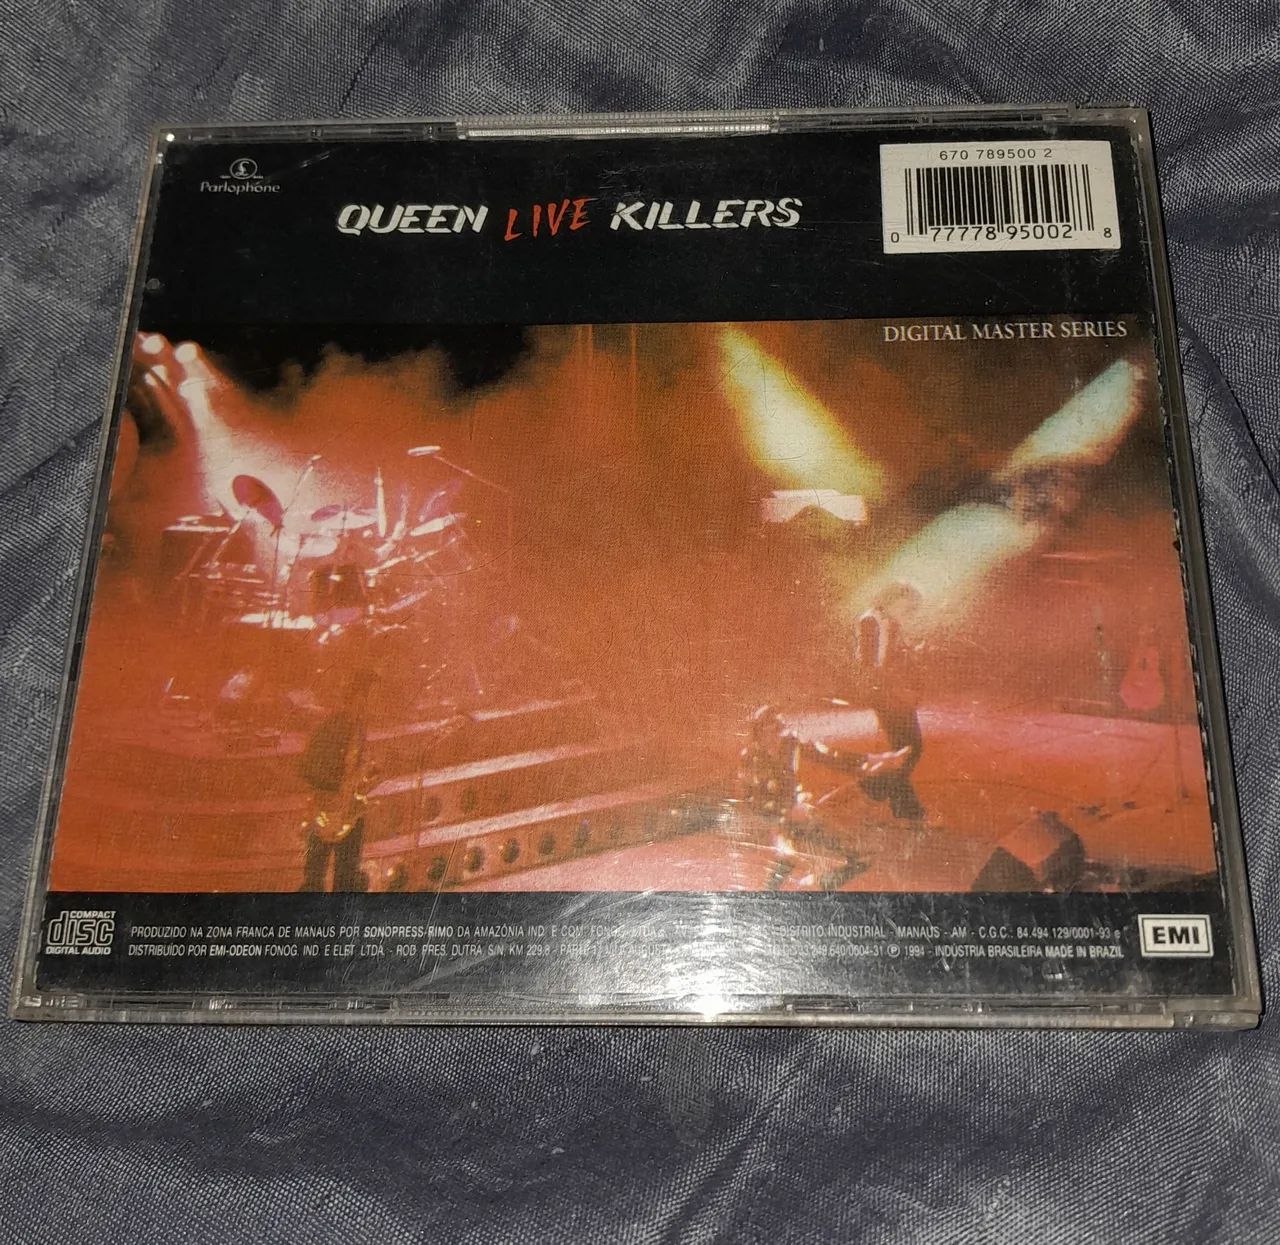 Parlophone
QUEEN LIVE KILLERS
670 789500 2
0 77778 95002 8
DIGITAL MASTER SERIES
COMPACT
disc
DIGITAL AUDIO
PRODUZIDO NA ZONA FRANCA DE MANAUS POR SONOPRESS-RIMO DA AMAZÔNIA IND. E COM. FONOG. LTDA. DISTRITO INDUSTRIAL - MANAUS - AM - C.G.C.: 84.494.129/0001-93 e
DISTRIBUÍDO POR EMI-ODEON FONOG. IND. E ELET. LTDA. - ROD. PRES. DUTRA, S/N, KM 229,8 - ℗ 1994 - INDÚSTRIA BRASILEIRA MADE IN BRAZIL
EMI